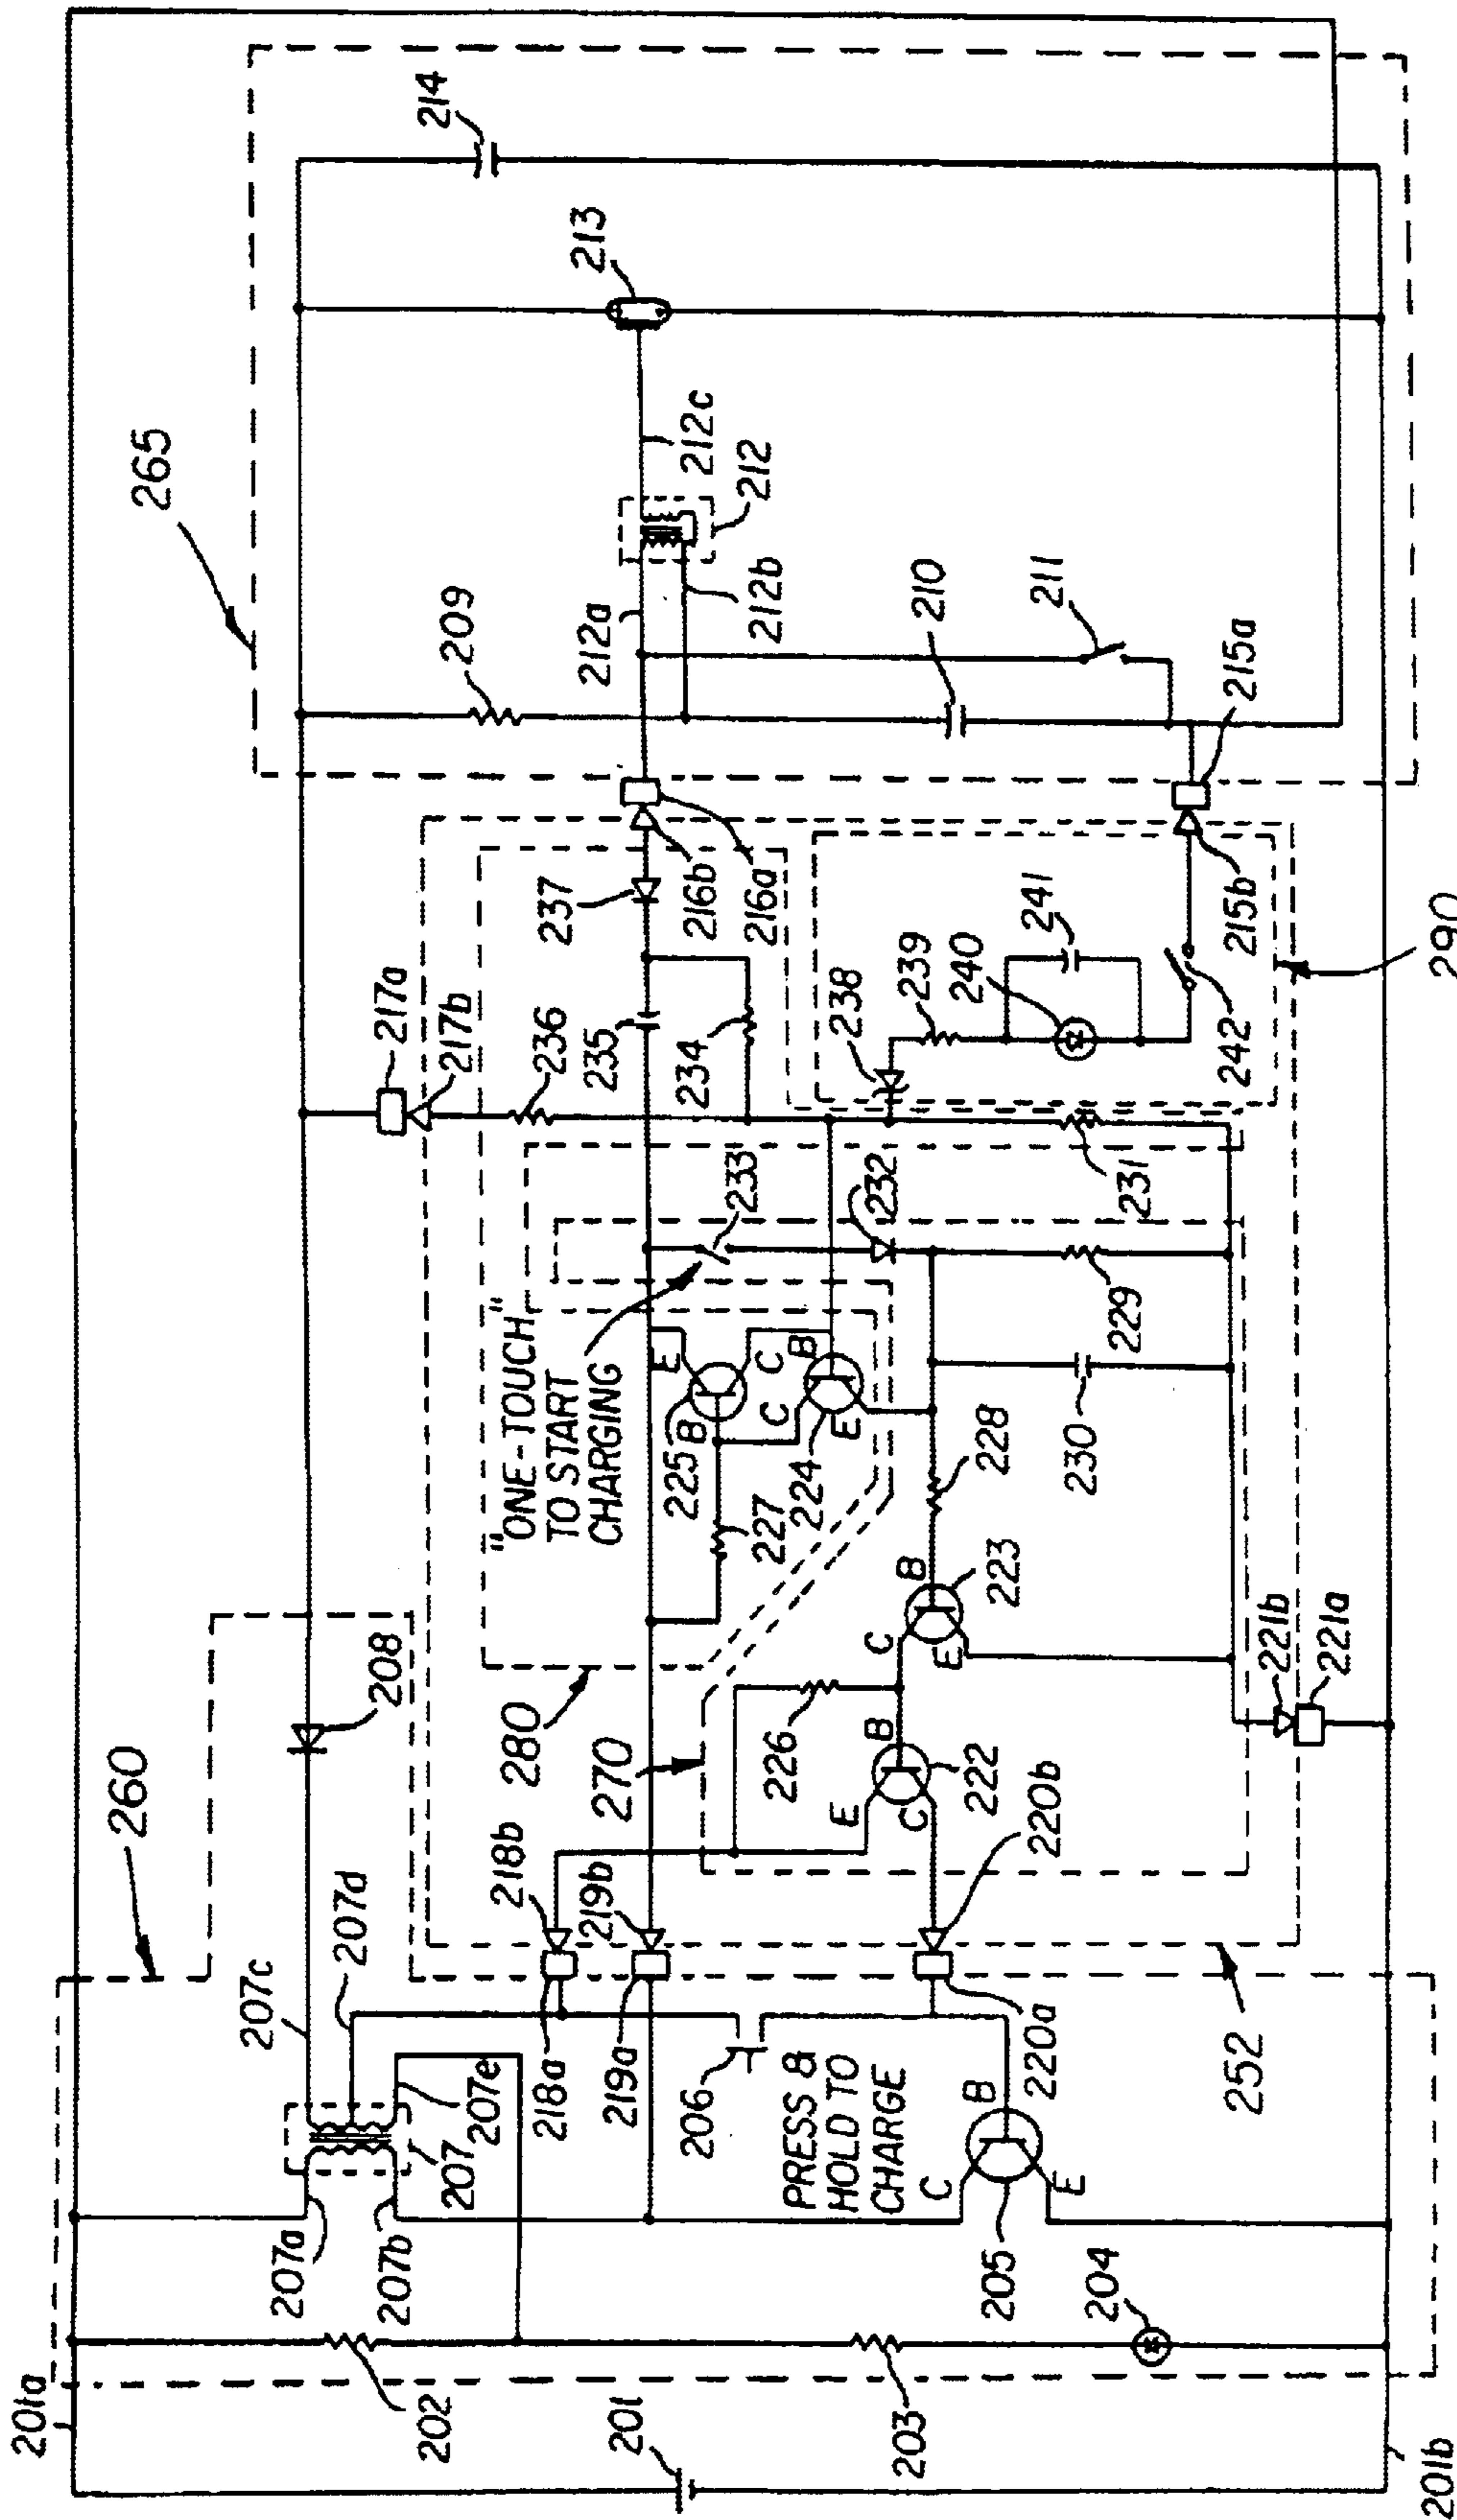 260
265
214
213
209
212c
212
212a
212b
210
211
215a
217a
217b
237
216b
216a
236
235
234
238
239
240
241
242
215b
290
"ONE-TOUCH"
TO START
CHARGING
233
232
231
229
230
228
E
B
C
225
C
B
E
224
227
B
C
E
223
221b
221a
208
280
270
226
B
E
C
222
220b
218b
219b
207c
207d
207e
207
207a
207b
218a
219a
206
220a
252
PRESS &
HOLD TO
CHARGE
C
B
E
205
204
203
202
201
201a
201b